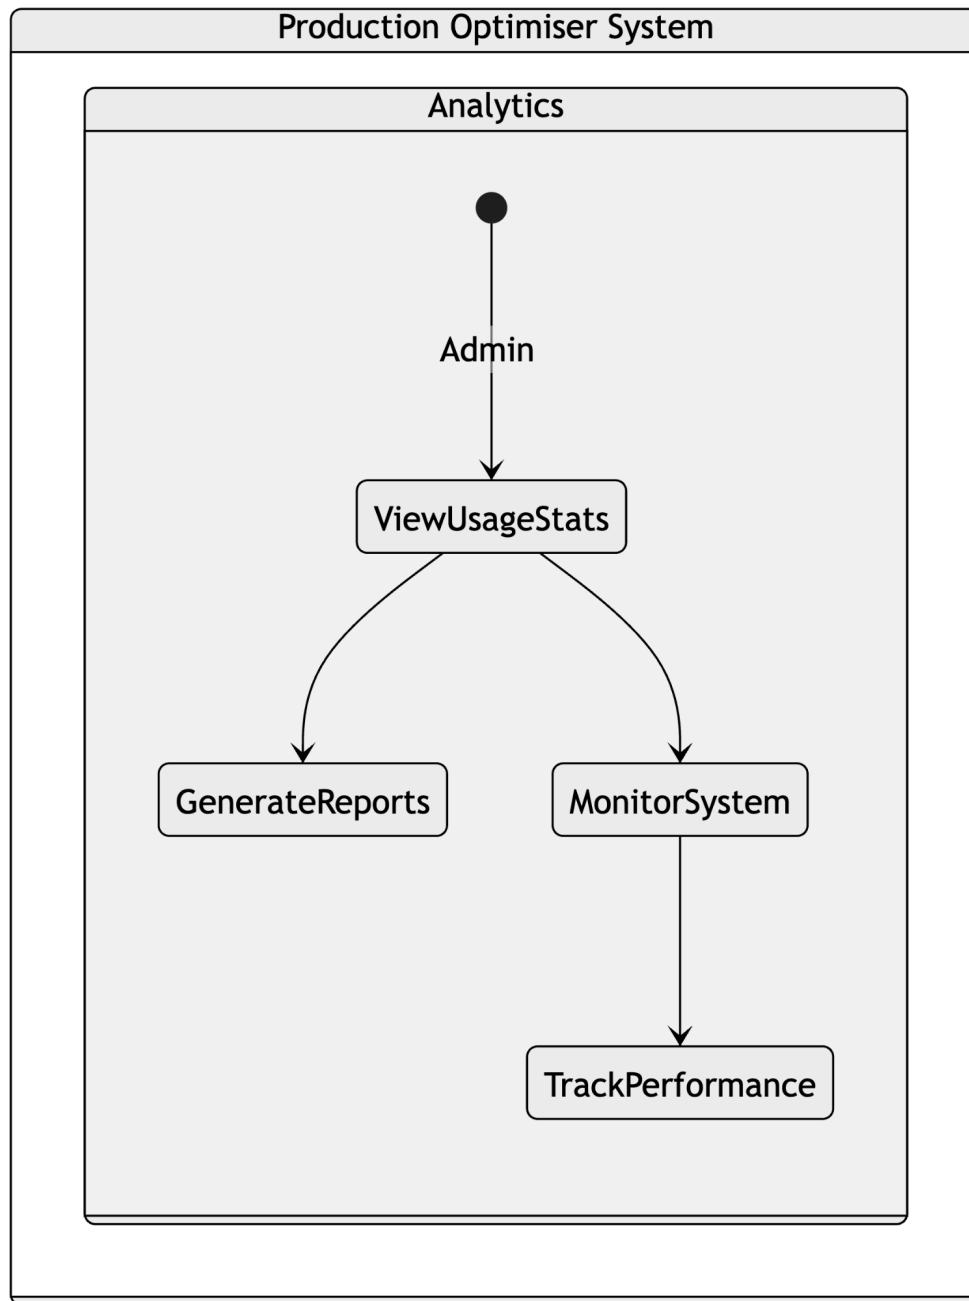 Production Optimiser System
Analytics
Admin
ViewUsageStats
GenerateReports
MonitorSystem
TrackPerformance